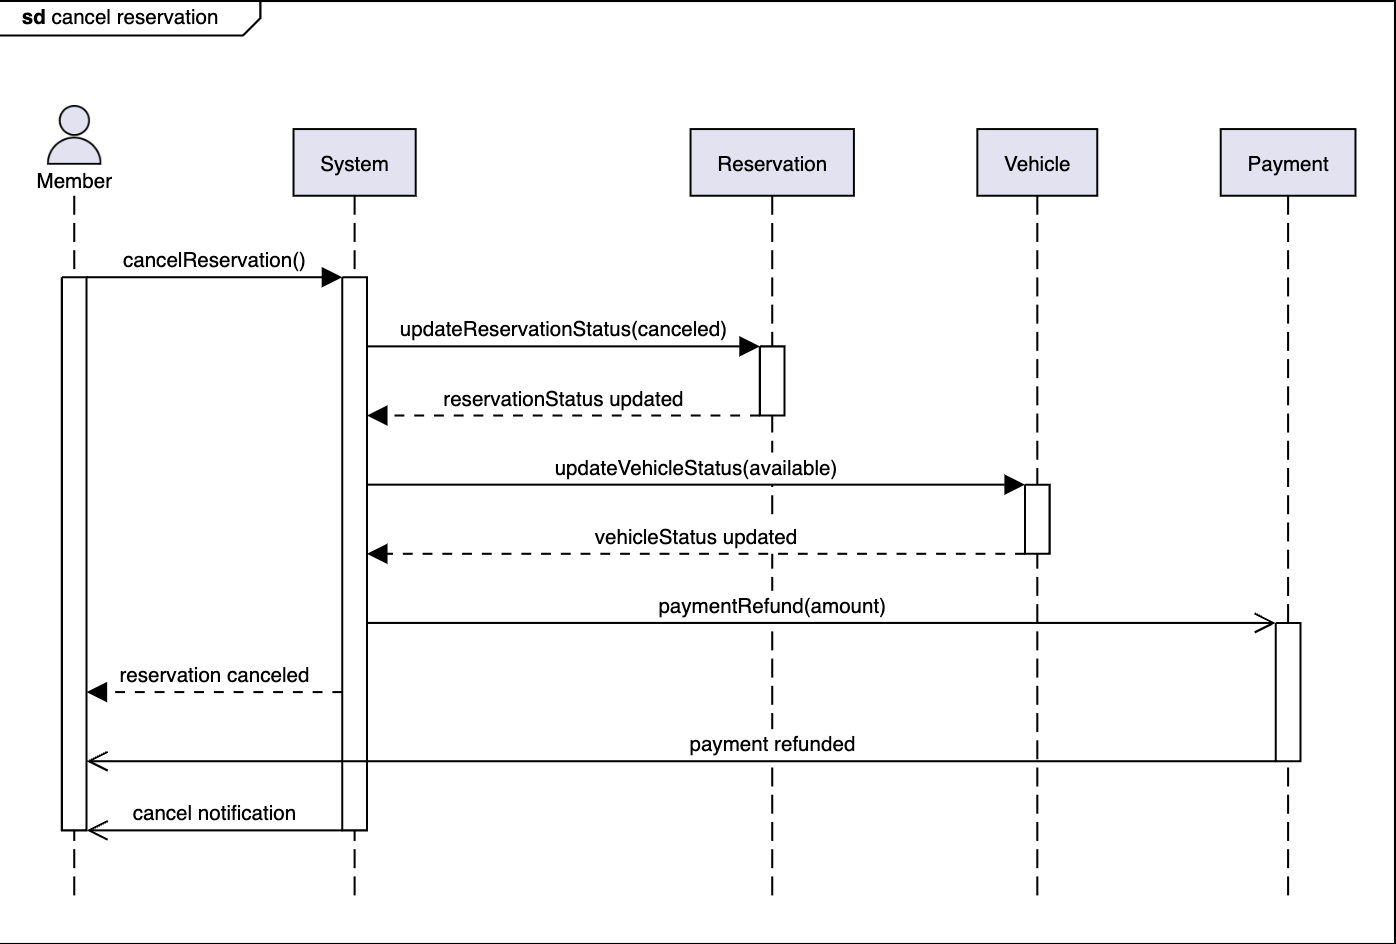 sd cancel reservation
Member
System
Reservation
Vehicle
Payment
cancelReservation()
updateReservationStatus(canceled)
reservationStatus updated
updateVehicleStatus(available)
vehicleStatus updated
paymentRefund(amount)
reservation canceled
payment refunded
cancel notification